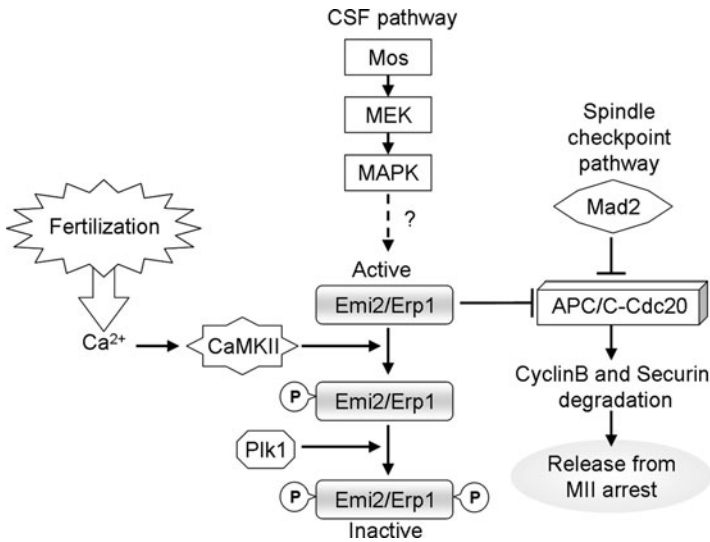 CSF pathway
Mos
MEK
MAPK
?
Spindle
checkpoint
pathway
Mad2
Fertilization
Ca²⁺
CaMKII
Active
Emi2/Erp1
APC/C-Cdc20
P
Emi2/Erp1
CyclinB and Securin
degradation
Plk1
P
Emi2/Erp1
P
Inactive
Release from
MII arrest